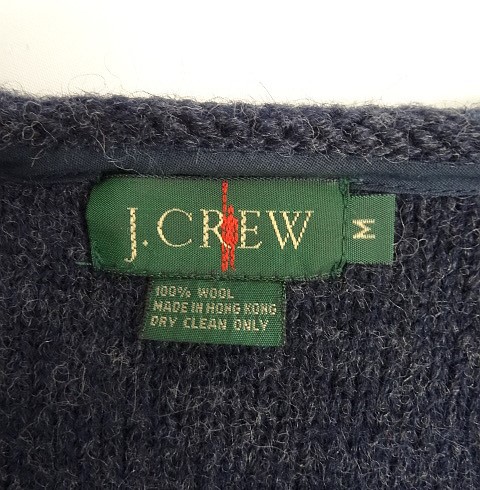 J.CREW
M
100% WOOL
MADE IN HONG KONG
DRY CLEAN ONLY